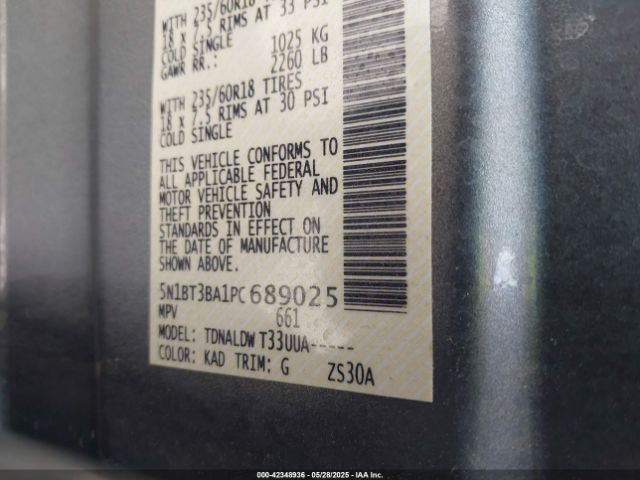 WITH 235/60R18
18 x 7.5 RIMS AT 33 PSI
COLD SINGLE 1025 KG
GAWR RR.: 2260 LB
WITH 235/60R18 TIRES
18 x 7.5 RIMS AT 30 PSI
COLD SINGLE
THIS VEHICLE CONFORMS TO
ALL APPLICABLE FEDERAL
MOTOR VEHICLE SAFETY AND
THEFT PREVENTION
STANDARDS IN EFFECT ON
THE DATE OF MANUFACTURE
SHOWN ABOVE.
5N1BT3BA1PC689025
MPV 661
MODEL: TDNALDW T33UUA-----
COLOR: KAD TRIM: G ZS30A
000-42348936 - 05/28/2025 - IAA Inc.